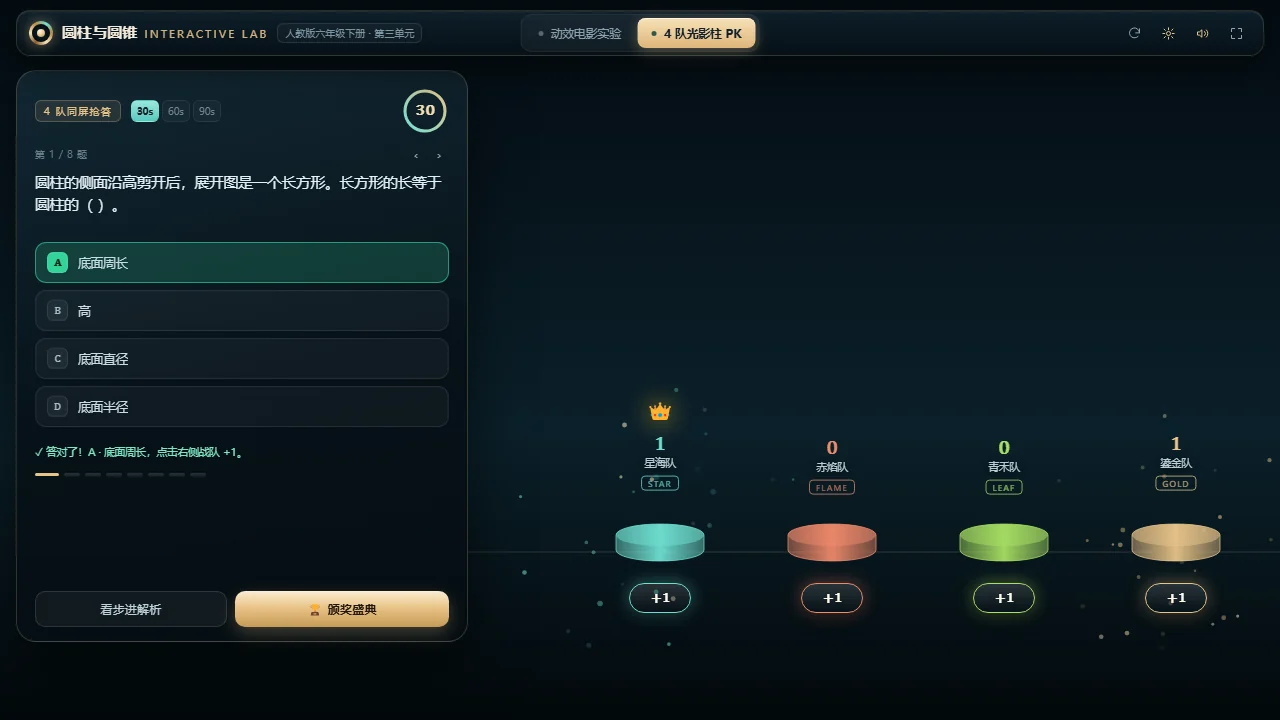 圆柱与圆锥 INTERACTIVE LAB 人教版六年级下册 · 第三单元
动效电影实验 4 队光影柱 PK
4 队同屏抢答 30s 60s 90s 30
第 1 / 8 题 ‹ ›
圆柱的侧面沿高剪开后，展开图是一个长方形。长方形的长等于
圆柱的（ ）。
A 底面周长
B 高
C 底面直径
D 底面半径
✓ 答对了！A · 底面周长，点击右侧战队 +1。
看步进解析 颁奖盛典
1 0 0 1
星海队 赤焰队 青禾队 鎏金队
STAR FLAME LEAF GOLD
+1 +1 +1 +1